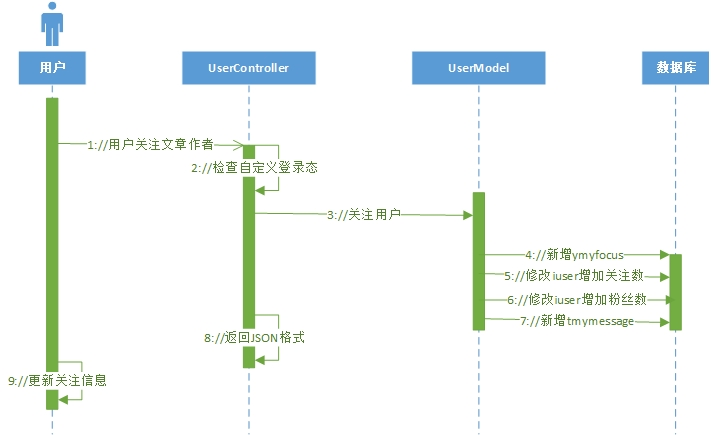 用户
UserController
UserModel
数据库
1://用户关注文章作者
2://检查自定义登录态
3://关注用户
4://新增ymyfocus
5://修改iuser增加关注数
6://修改iuser增加粉丝数
7://新增tmymessage
8://返回JSON格式
9://更新关注信息